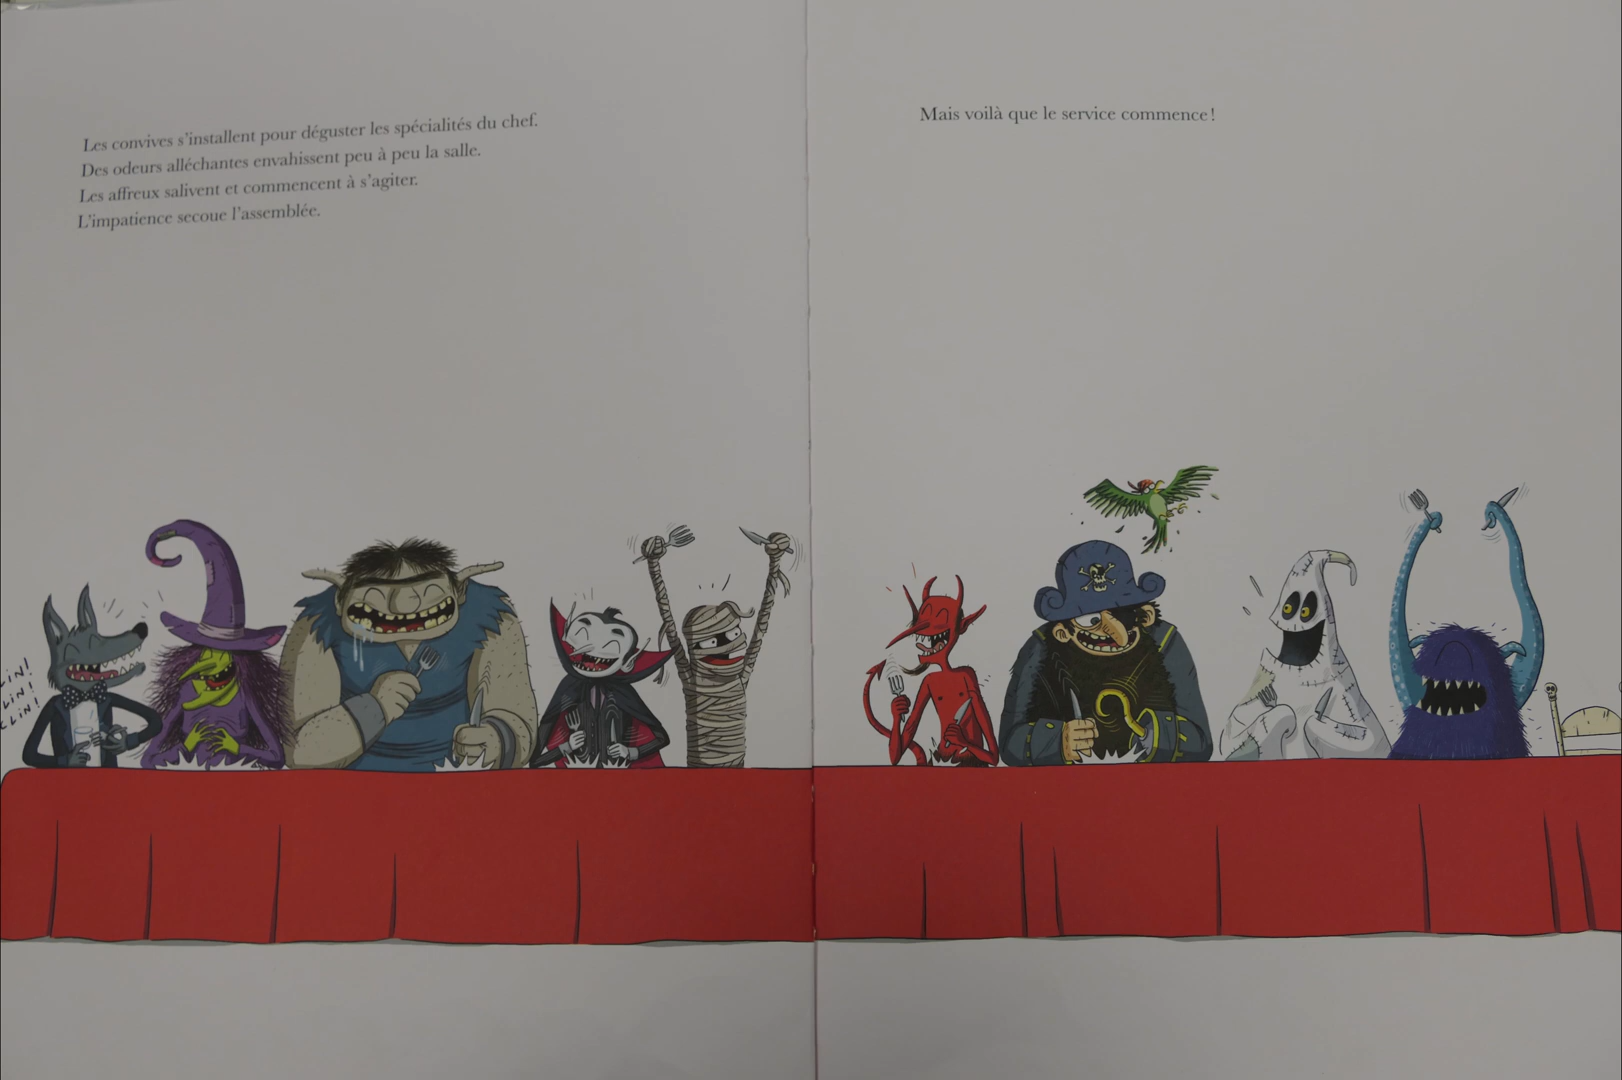 Les convives s'installent pour déguster les spécialités du chef.
Des odeurs alléchantes envahissent peu à peu la salle.
Les affreux salivent et commencent à s'agiter.
L'impatience secoue l'assemblée.
Mais voilà que le service commence !
CLIN!